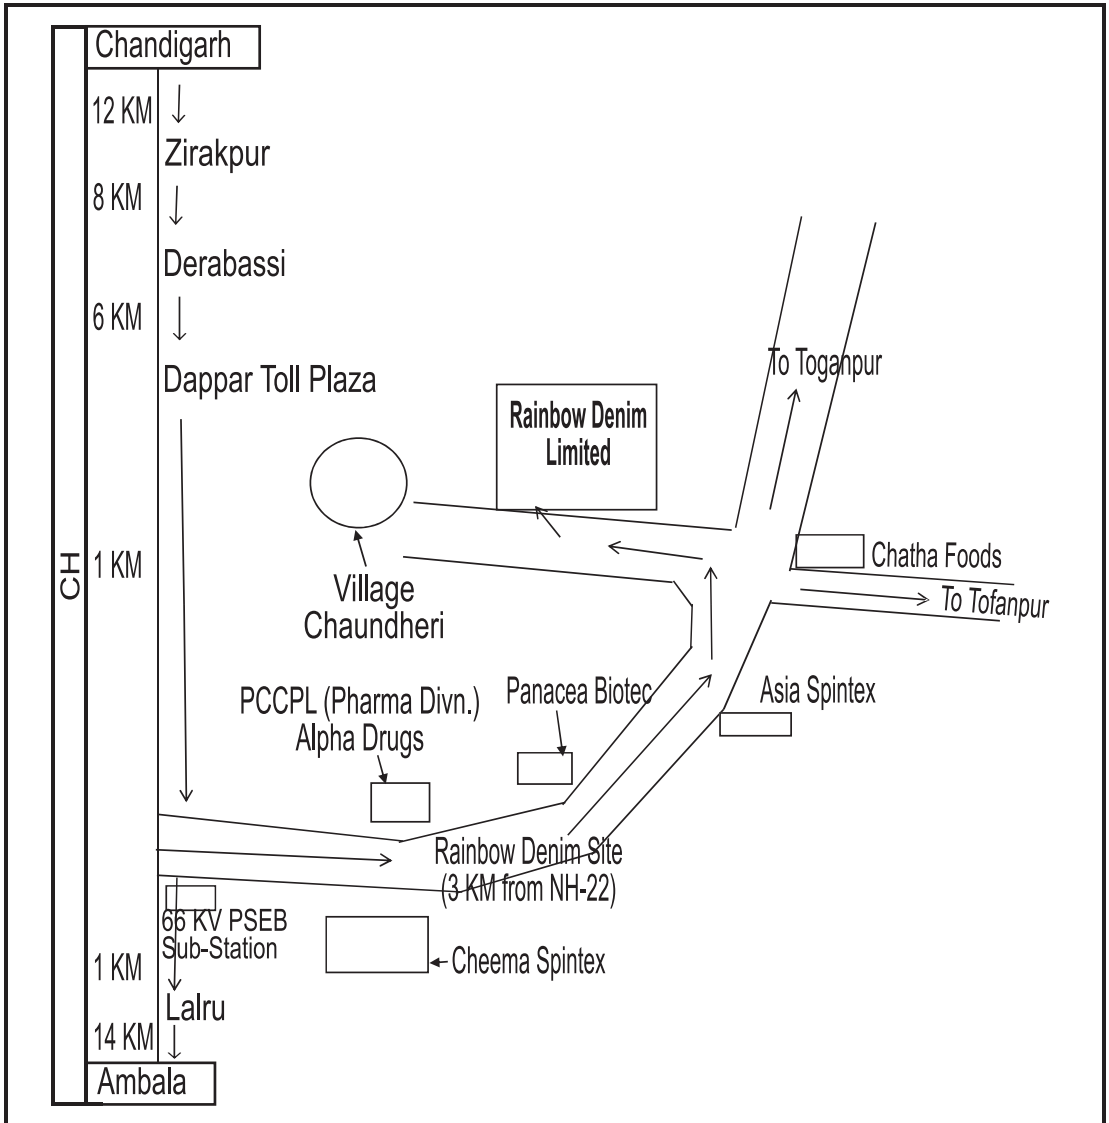 Chandigarh
12 KM
Zirakpur
8 KM
Derabassi
6 KM
Dappar Toll Plaza
To Toganpur
Rainbow Denim
Limited
CH
1 KM
Chatha Foods
To Tofanpur
Village
Chaundheri
PCCPL (Pharma Divn.)
Alpha Drugs
Panacea Biotec
Asia Spintex
Rainbow Denim Site
(3 KM from NH-22)
66 KV PSEB
Sub-Station
Cheema Spintex
1 KM
Lalru
14 KM
Ambala